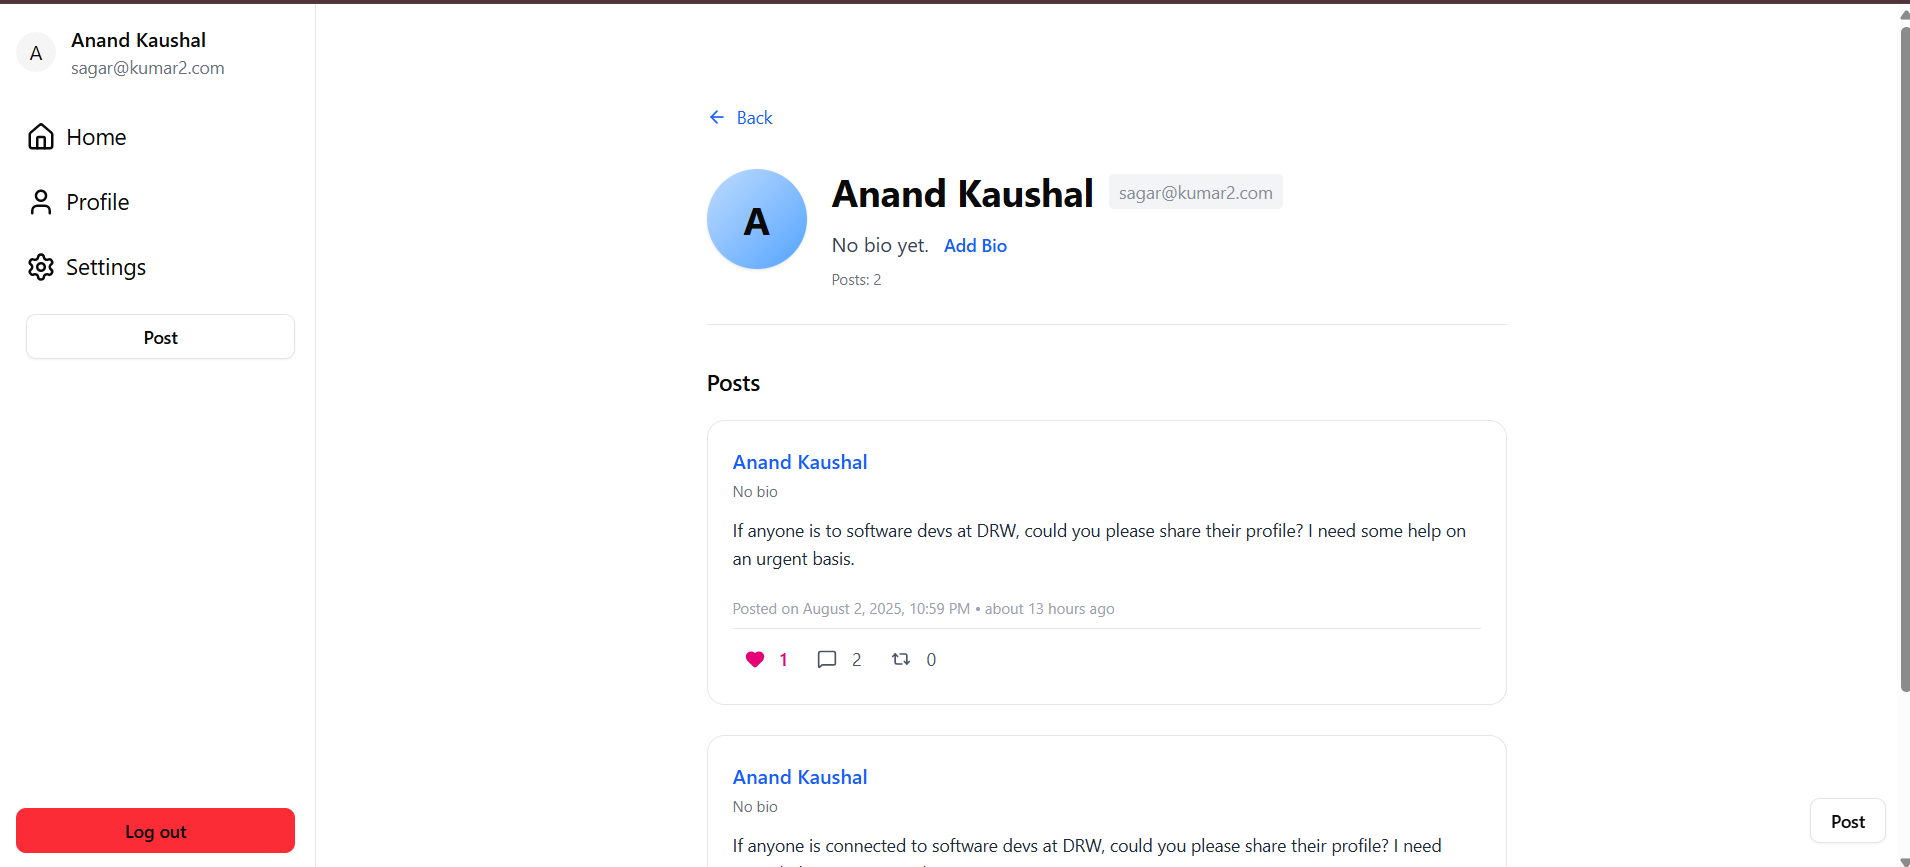 A
Anand Kaushal
sagar@kumar2.com
Home
Profile
Settings
Post
Log out
Back
A
Anand Kaushal
sagar@kumar2.com
No bio yet. Add Bio
Posts: 2
Posts
Anand Kaushal
No bio
If anyone is to software devs at DRW, could you please share their profile? I need some help on
an urgent basis.
Posted on August 2, 2025, 10:59 PM • about 13 hours ago
1 2 0
Anand Kaushal
No bio
If anyone is connected to software devs at DRW, could you please share their profile? I need
Post